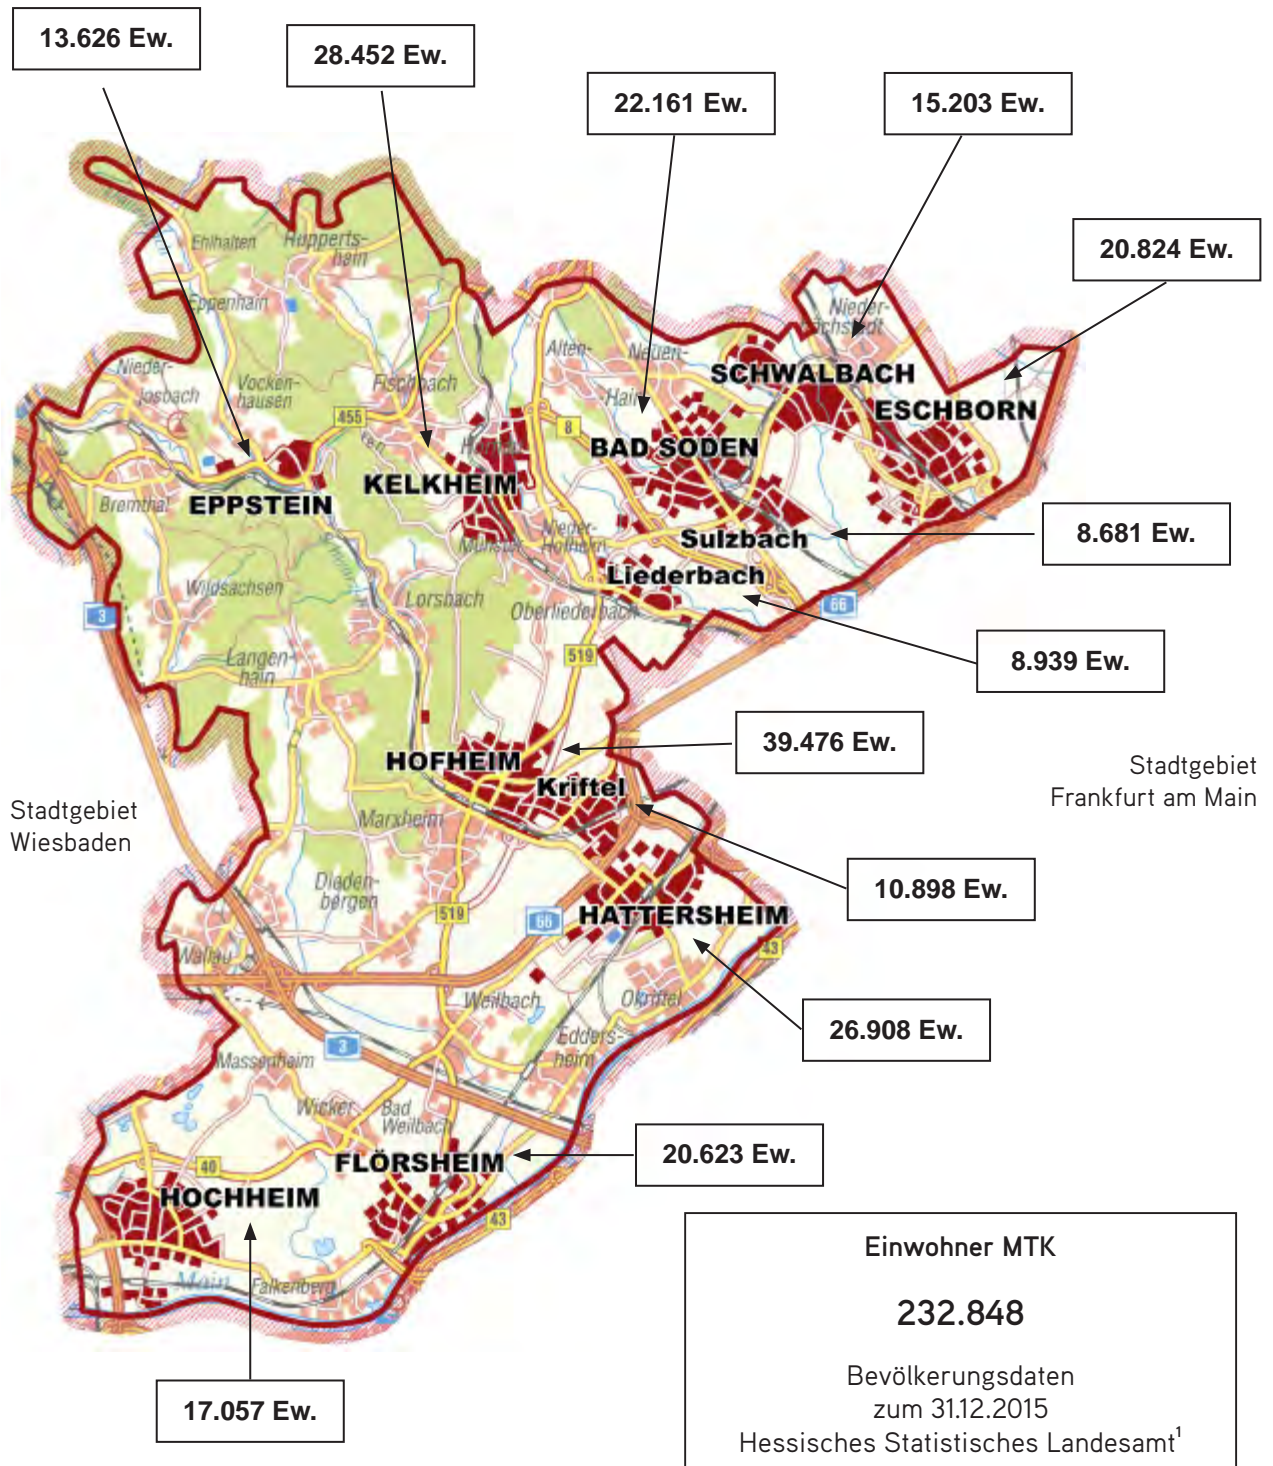 13.626 Ew.
28.452 Ew.
22.161 Ew.
15.203 Ew.
20.824 Ew.
Ehlhalten
Rupperts-
hain
Eppenhain
Nieder-
höchstadt
Alten-
Neuen-
Hain
Nieder-
Josbach
Vocken-
hausen
Fischbach
SCHWALBACH
ESCHBORN
455
8
BAD SODEN
KELKHEIM
Hornau
EPPSTEIN
Bremthal
Münster
Nieder-
Hofheim
Sulzbach
8.681 Ew.
Liederbach
Wildsachsen
Lorsbach
Oberliederbach
66
3
8.939 Ew.
Langen-
hain
519
39.476 Ew.
HOFHEIM
Kriftel
Stadtgebiet
Frankfurt am Main
Stadtgebiet
Wiesbaden
Marxheim
10.898 Ew.
Dieden-
bergen
519
66
HATTERSHEIM
43
Wallau
Weilbach
Okriftel
26.908 Ew.
3
Edders-
heim
Massenheim
Wicker
Bad
Weilbach
20.623 Ew.
FLÖRSHEIM
40
HOCHHEIM
43
Main
Falkenberg
17.057 Ew.
Einwohner MTK
232.848
Bevölkerungsdaten
zum 31.12.2015
Hessisches Statistisches Landesamt¹